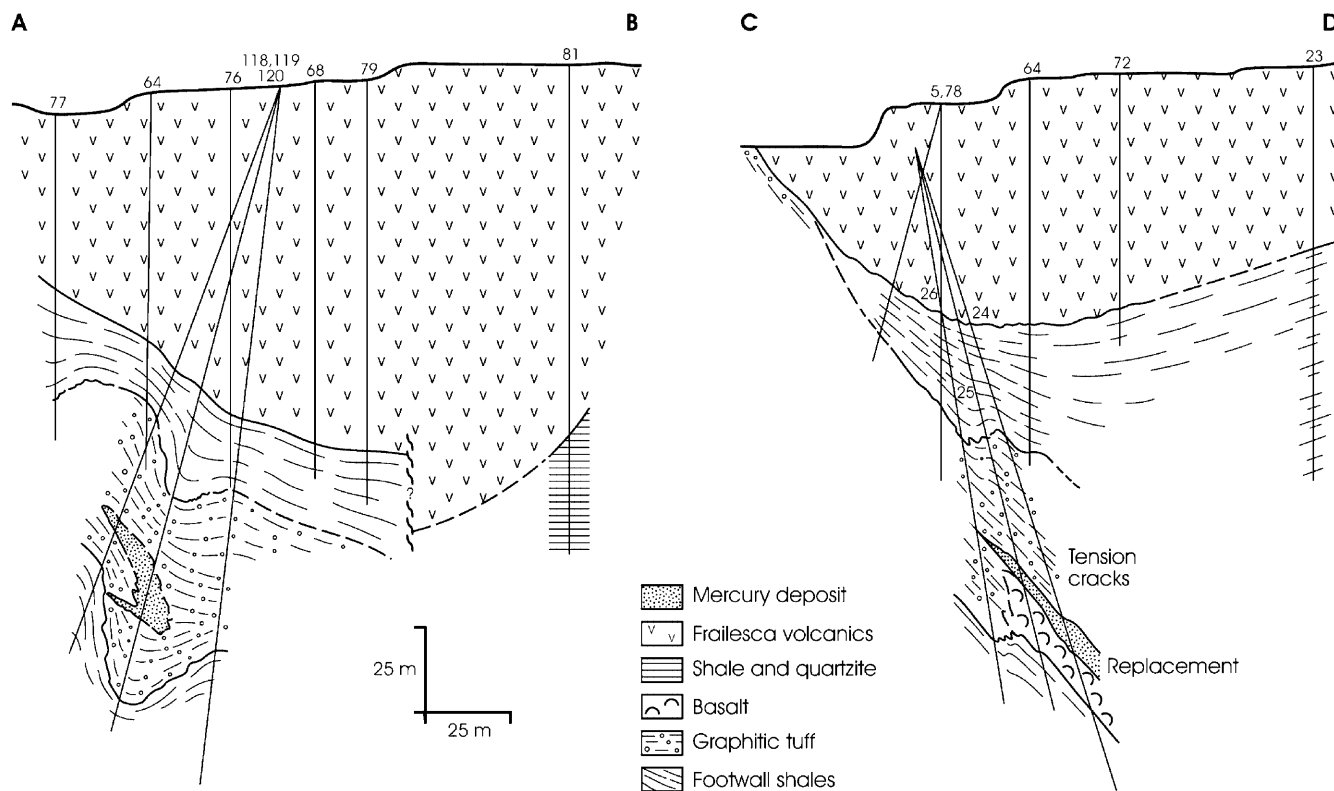 A
B
C
D
77
64
76
118,119
120
68
79
81
5,78
64
72
23
26
24
25
?
Tension
cracks
Replacement
25 m
25 m
Mercury deposit
Frailesca volcanics
Shale and quartzite
Basalt
Graphitic tuff
Footwall shales